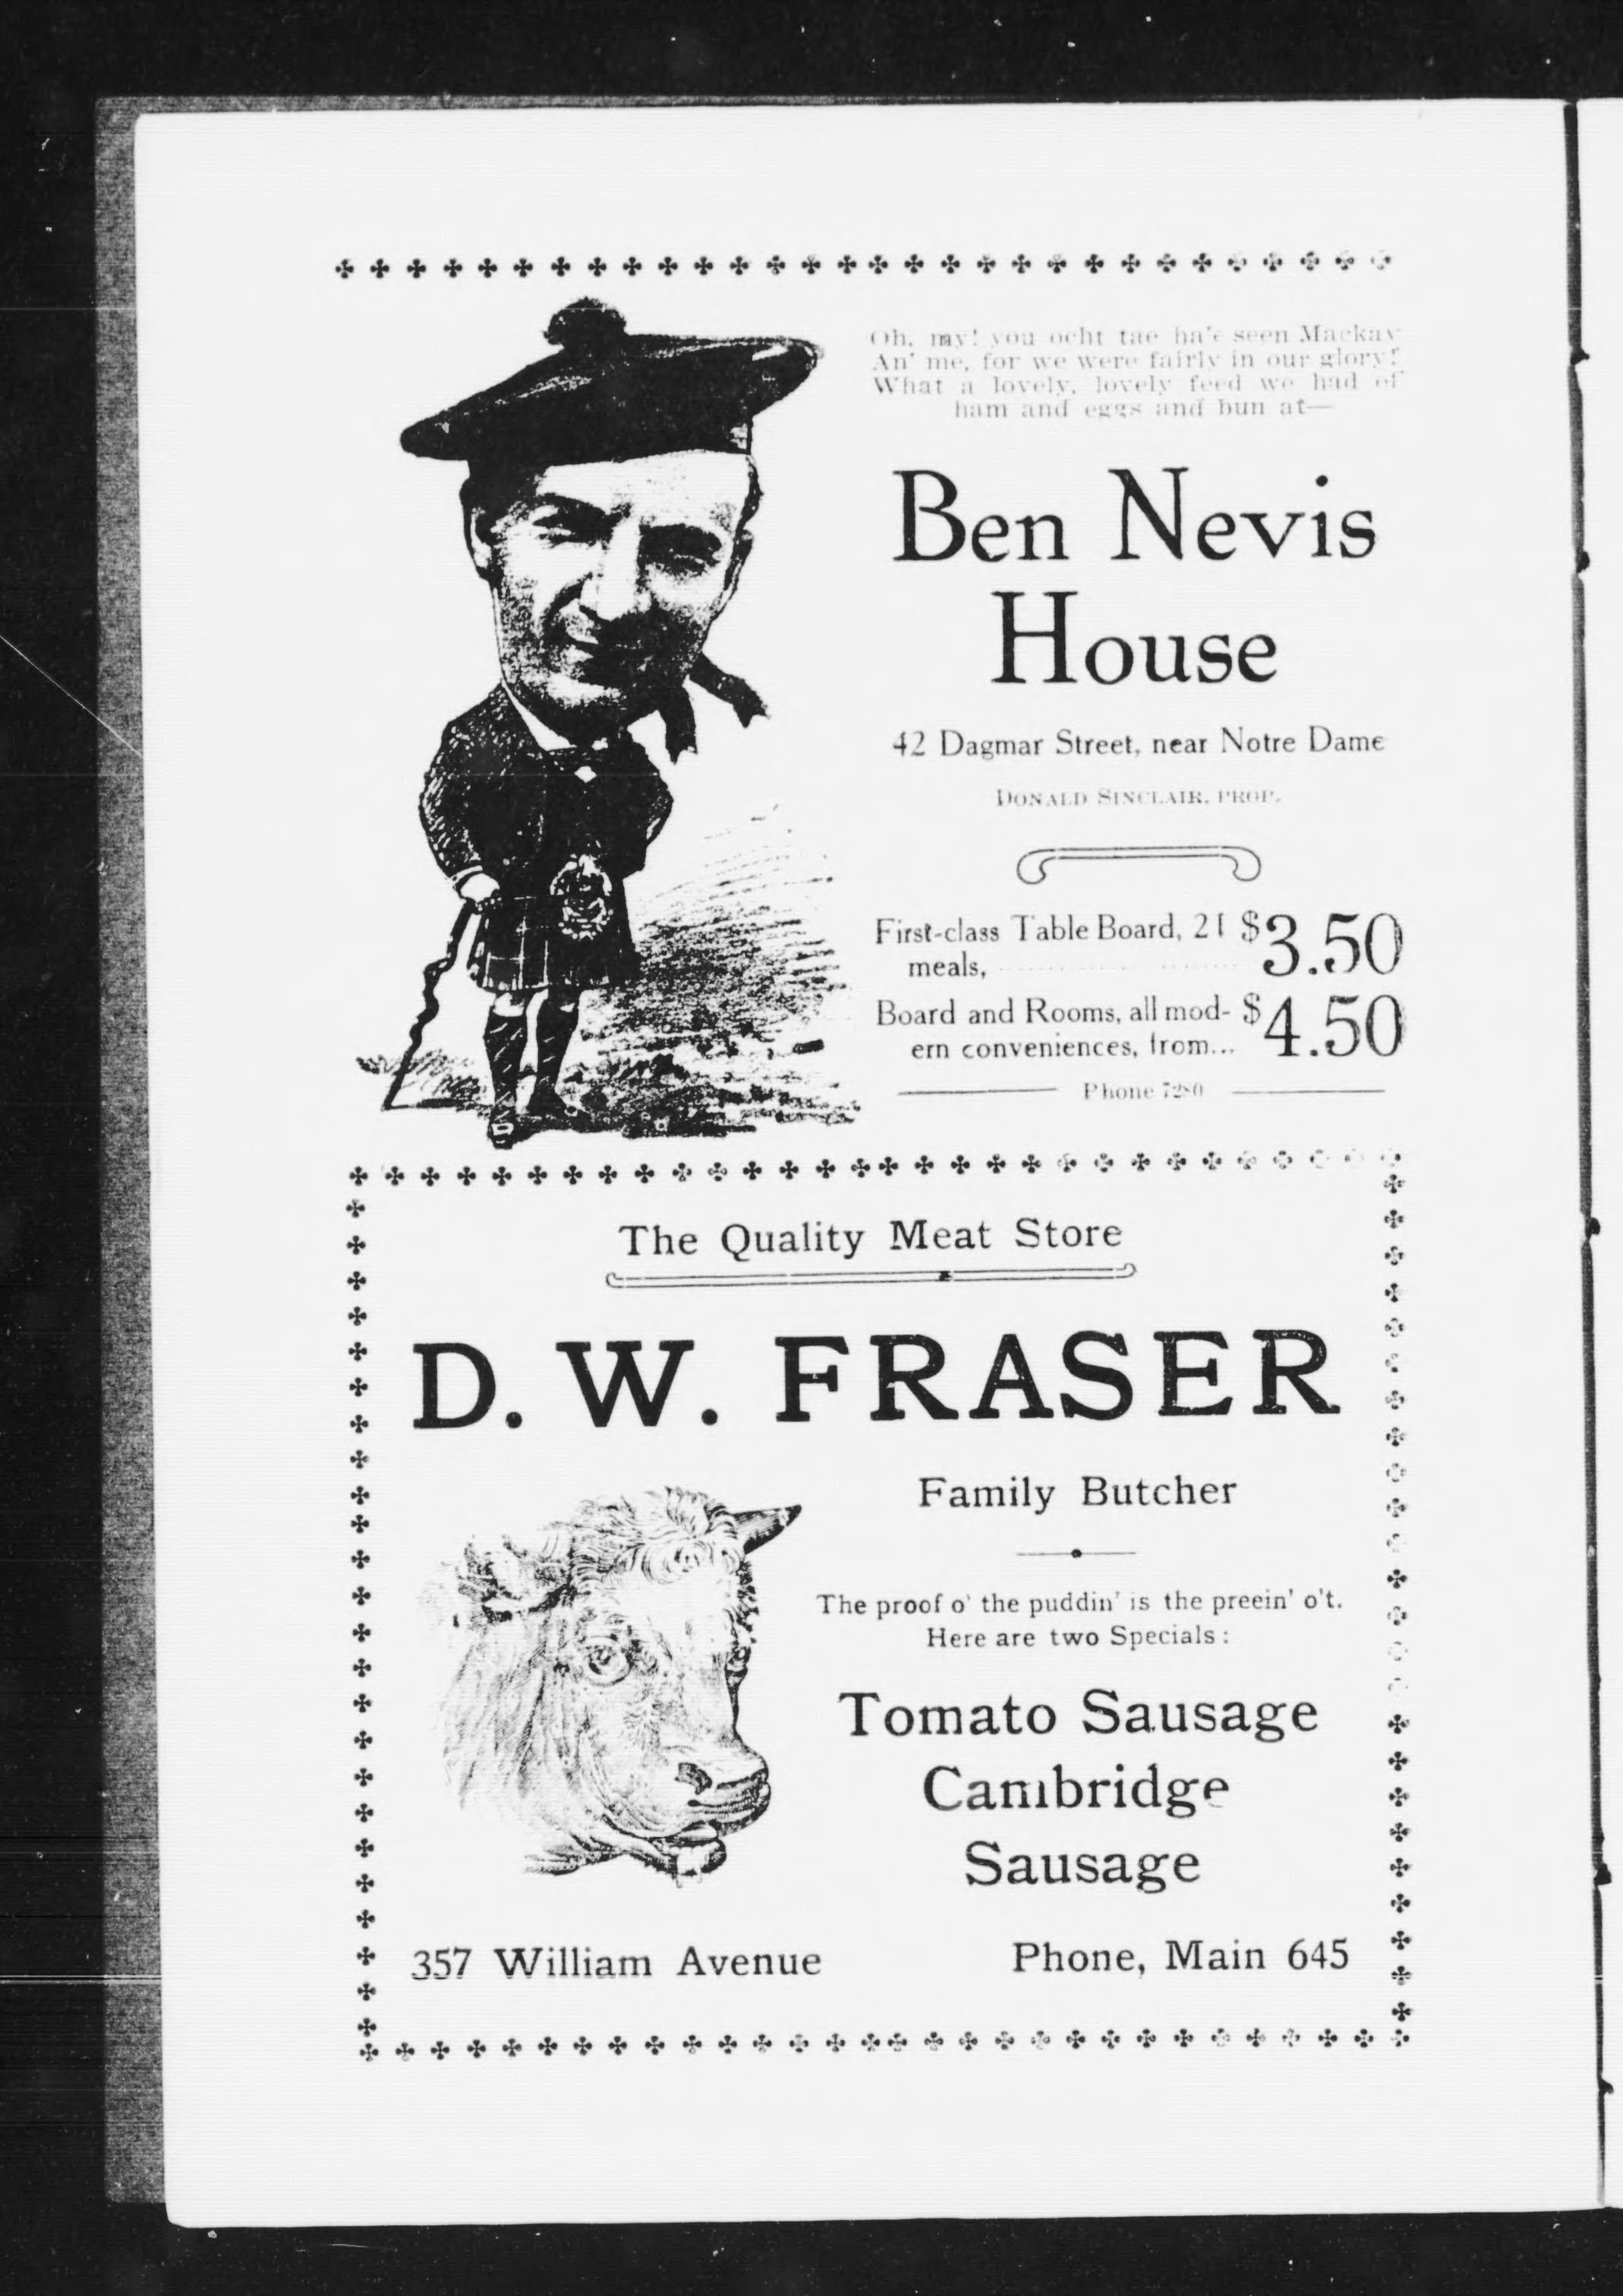 Oh, my! you ocht tae ha'e seen Mackay
An' me, for we were fairly in our glory!
What a lovely, lovely feed we had of
ham and eggs and bun at—
Ben Nevis
House
42 Dagmar Street, near Notre Dame
DONALD SINCLAIR, PROP.
First-class Table Board, 21 $3.50
meals,
Board and Rooms, all mod- $4.50
ern conveniences, from...
Phone 7280
The Quality Meat Store
D. W. FRASER
Family Butcher
The proof o' the puddin' is the preein' o't.
Here are two Specials :
Tomato Sausage
Cambridge
Sausage
357 William Avenue Phone, Main 645